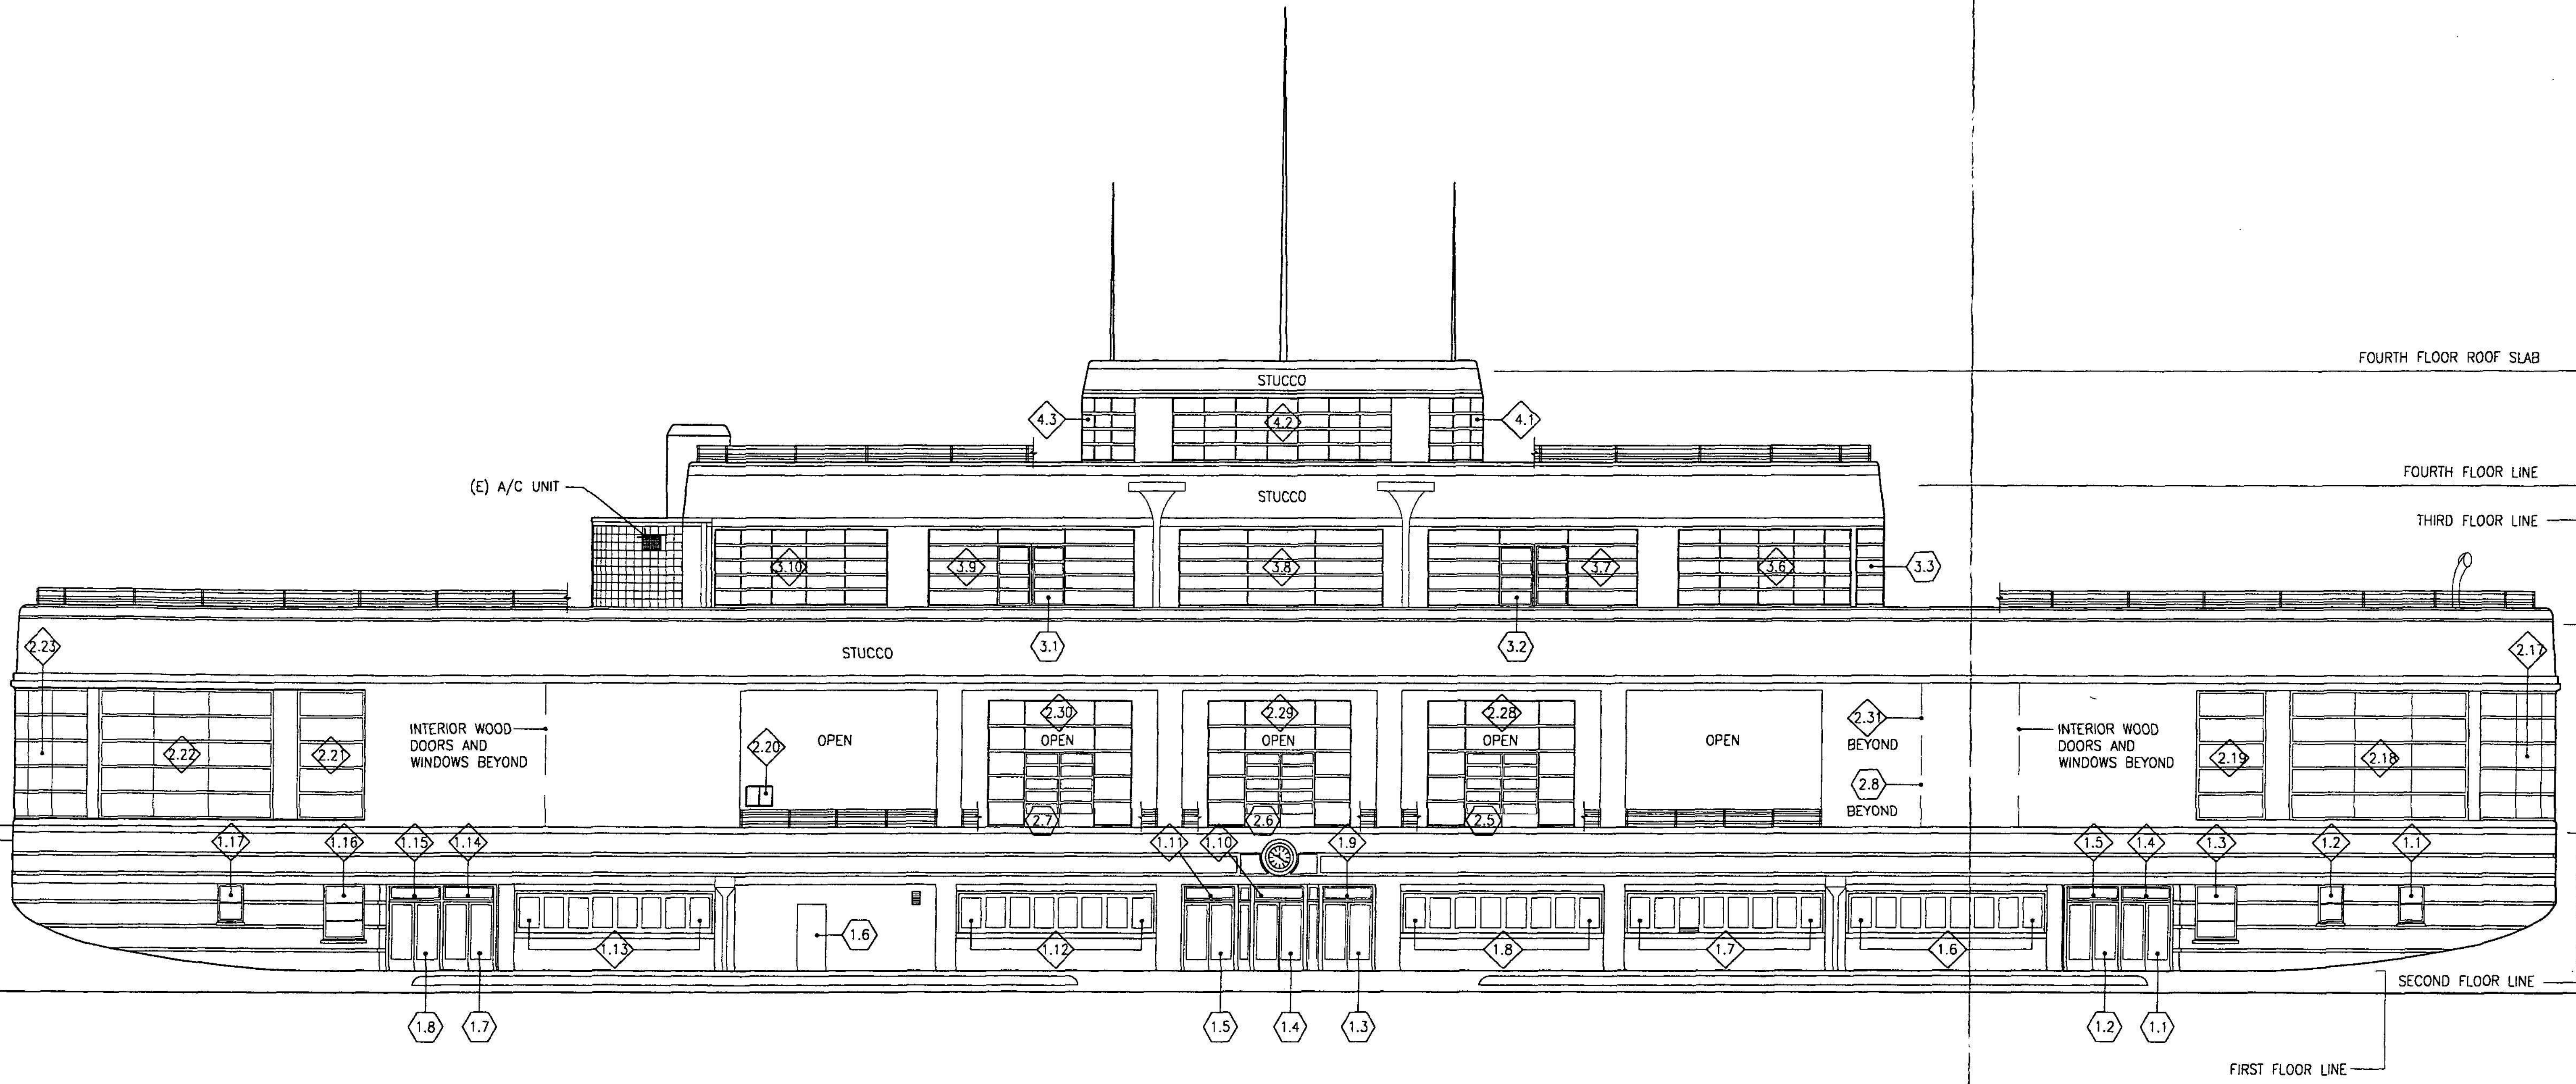 FOURTH FLOOR ROOF SLAB
STUCCO
4.3
4.2
4.1
FOURTH FLOOR LINE
(E) A/C UNIT
STUCCO
THIRD FLOOR LINE
3.10
3.9
3.8
3.7
3.6
3.3
3.1
3.2
2.23
STUCCO
2.17
2.30
2.29
2.28
2.31
BEYOND
INTERIOR WOOD
DOORS AND
WINDOWS BEYOND
2.20
OPEN
OPEN
OPEN
OPEN
OPEN
INTERIOR WOOD
DOORS AND
WINDOWS BEYOND
2.22
2.21
2.19
2.18
2.8
BEYOND
2.7
2.6
2.5
1.17
1.16
1.15
1.14
1.11
1.10
1.9
1.5
1.4
1.3
1.2
1.1
1.6
1.13
1.12
1.8
1.7
1.6
SECOND FLOOR LINE
1.8
1.7
1.5
1.4
1.3
1.2
1.1
FIRST FLOOR LINE